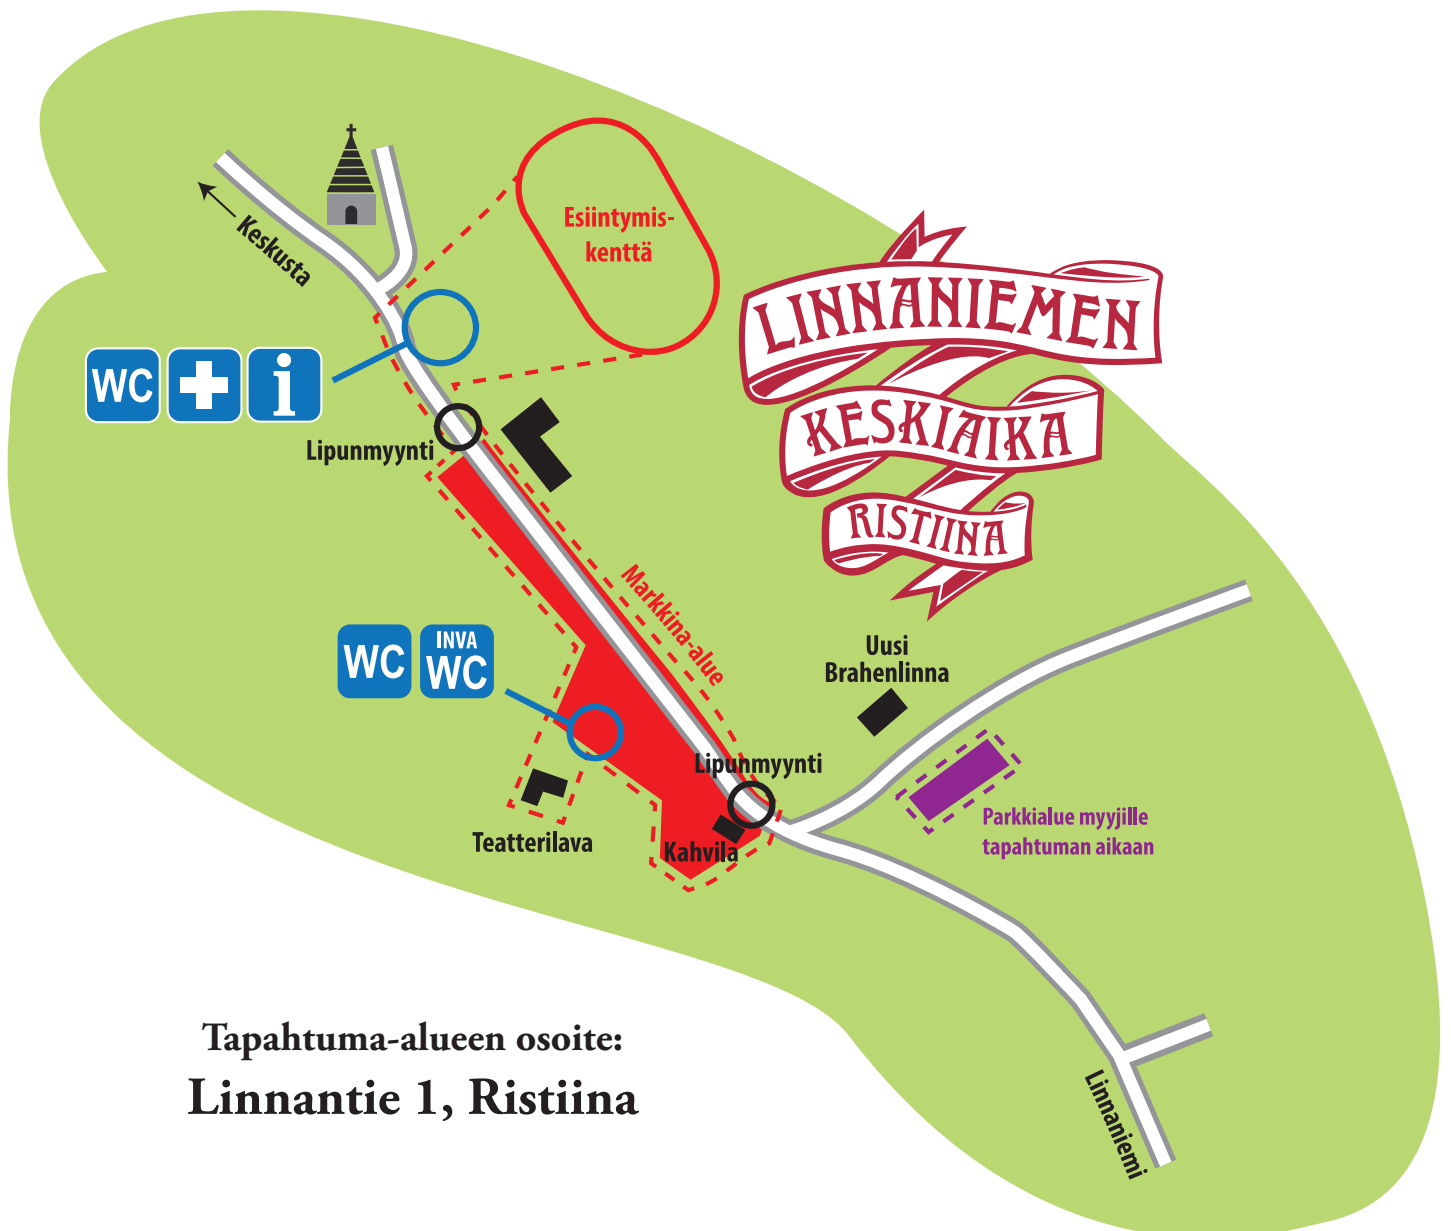 Esiintymis-
kenttä
Keskusta
LINNANIEMEN
KESKIAIKA
RISTIINA
WC
i
Lipunmyynti
Markkina-alue
WC
INVA
WC
Uusi
Brahenlinna
Lipunmyynti
Parkkialue myyjille
tapahtuman aikaan
Teatterilava
Kahvila
Tapahtuma-alueen osoite:
Linnantie 1, Ristiina
Linnaniemi